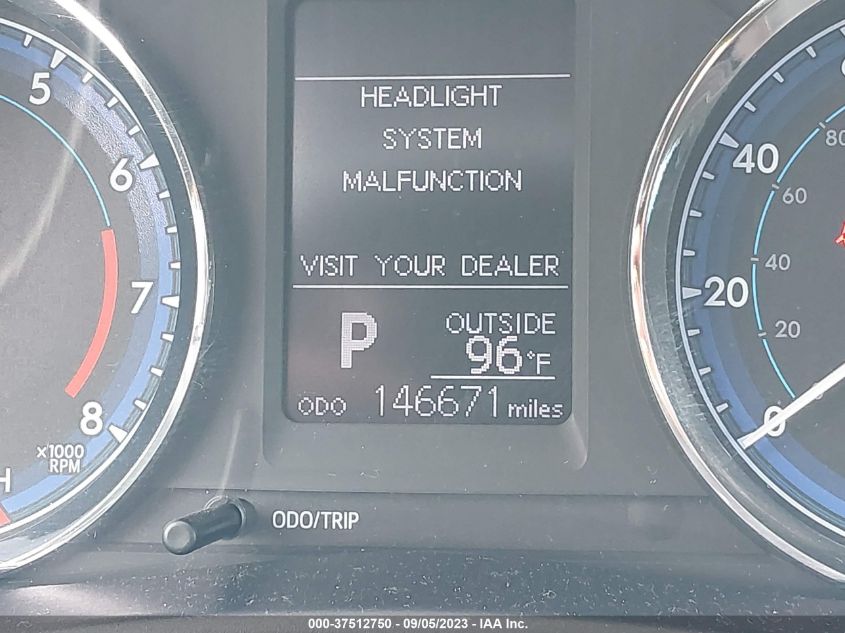 5
6
7
8
×1000
RPM
H
HEADLIGHT
SYSTEM
MALFUNCTION
VISIT YOUR DEALER
P
OUTSIDE
96°F
ODO 146671 miles
ODO/TRIP
80
40
60
40
20
20
0
000-37512750 - 09/05/2023 - IAA Inc.